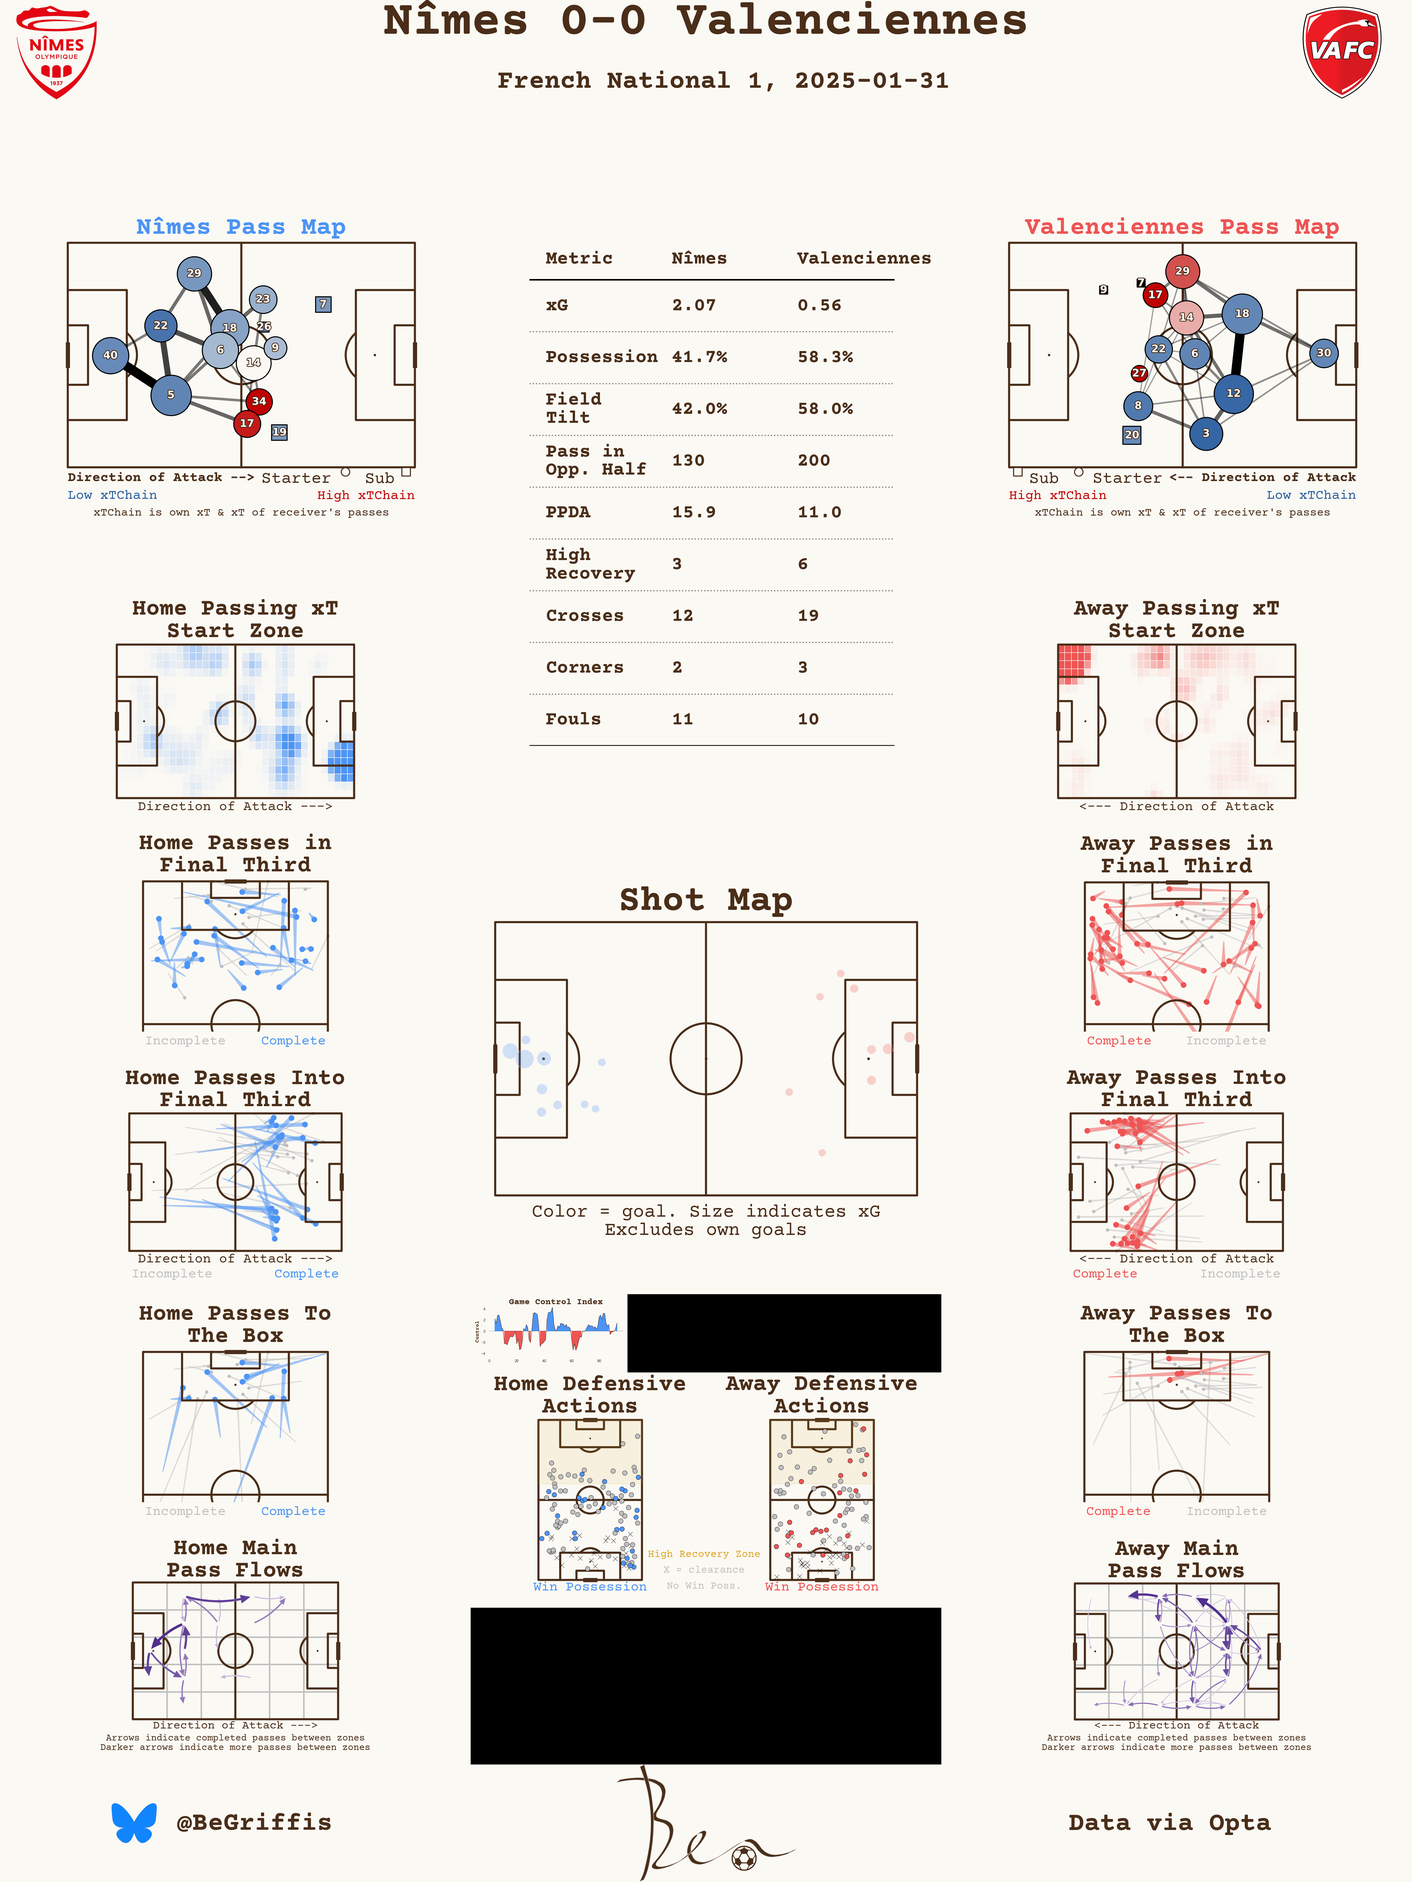 Nîmes 0-0 Valenciennes
French National 1, 2025-01-31
NÎMES
OLYMPIQUE
1937
VAFC
Nîmes Pass Map
29
23
7
22
18
26
6
9
40
14
5
34
17
19
Direction of Attack --> Starter Sub
Low xTChain High xTChain
xTChain is own xT & xT of receiver's passes
Metric Nîmes Valenciennes
xG 2.07 0.56
Possession 41.7% 58.3%
Field
Tilt 42.0% 58.0%
Pass in
Opp. Half 130 200
PPDA 15.9 11.0
High
Recovery 3 6
Crosses 12 19
Corners 2 3
Fouls 11 10
Valenciennes Pass Map
29
7
9
17
14
18
22
6
30
27
12
8
20
3
Sub Starter <-- Direction of Attack
High xTChain Low xTChain
xTChain is own xT & xT of receiver's passes
Home Passing xT
Start Zone
Direction of Attack --->
Away Passing xT
Start Zone
<--- Direction of Attack
Home Passes in
Final Third
Incomplete Complete
Shot Map
Color = goal. Size indicates xG
Excludes own goals
Away Passes in
Final Third
Complete Incomplete
Home Passes Into
Final Third
Direction of Attack --->
Incomplete Complete
Away Passes Into
Final Third
<--- Direction of Attack
Complete Incomplete
Home Passes To
The Box
Incomplete Complete
Game Control Index
Control
4
2
0
-2
-4
0 20 40 60 80
Home Defensive
Actions
Away Defensive
Actions
High Recovery Zone
X = clearance
No Win Poss.
Win Possession
Win Possession
Away Passes To
The Box
Complete Incomplete
Home Main
Pass Flows
Direction of Attack --->
Arrows indicate completed passes between zones
Darker arrows indicate more passes between zones
Away Main
Pass Flows
<--- Direction of Attack
Arrows indicate completed passes between zones
Darker arrows indicate more passes between zones
@BeGriffis
Ben
Data via Opta